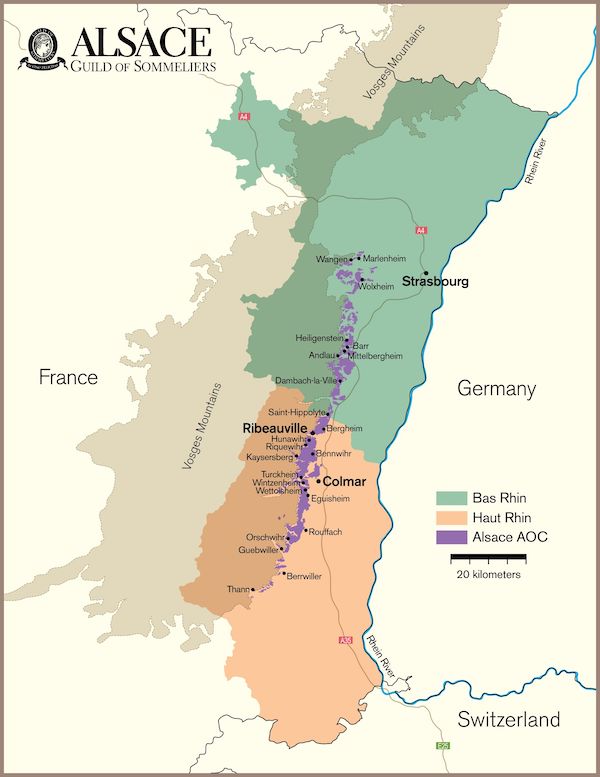 ALSACE
GUILD OF SOMMELIERS
Vosges Mountains
A4
Rhein River
A4
Wangen
Marlenheim
Strasbourg
Wolxheim
Heiligenstein
Barr
Andlau
Mittelbergheim
France
Dambach-la-Ville
Germany
Vosges Mountains
Saint-Hippolyte
Ribeauville
Bergheim
Hunawihr
Riquewihr
Bennwihr
Kaysersberg
Turckheim
Colmar
Wintzenheim
Wettolsheim
Eguisheim
Bas Rhin
Haut Rhin
Alsace AOC
Rouffach
Orschwihr
Guebwiller
20 kilometers
Berrwiller
Thann
A35
Rhein River
Switzerland
E25